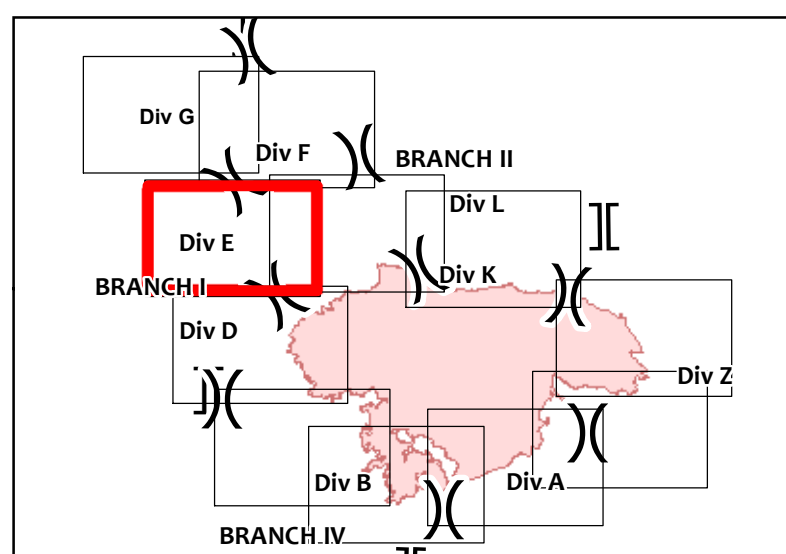 Div G
Div F
BRANCH II
Div L
Div E
Div K
BRANCH I
Div D
Div Z
Div B
Div A
BRANCH IV